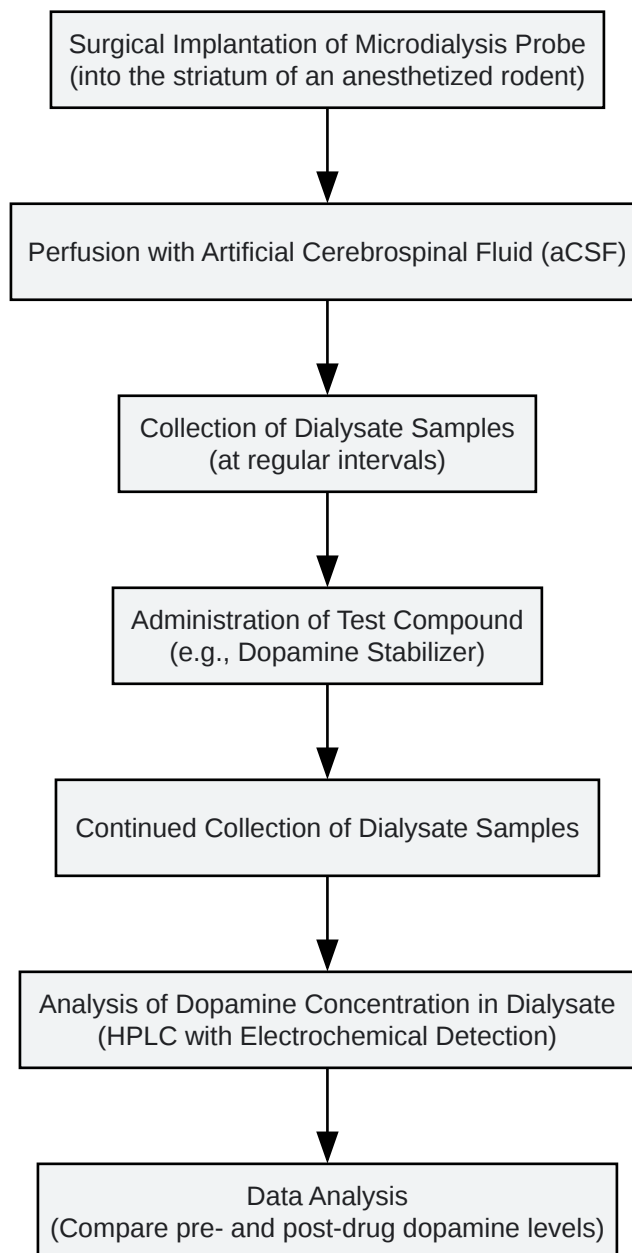 Surgical Implantation of Microdialysis Probe
(into the striatum of an anesthetized rodent)
Perfusion with Artificial Cerebrospinal Fluid (aCSF)
Collection of Dialysate Samples
(at regular intervals)
Administration of Test Compound
(e.g., Dopamine Stabilizer)
Continued Collection of Dialysate Samples
Analysis of Dopamine Concentration in Dialysate
(HPLC with Electrochemical Detection)
Data Analysis
(Compare pre- and post-drug dopamine levels)